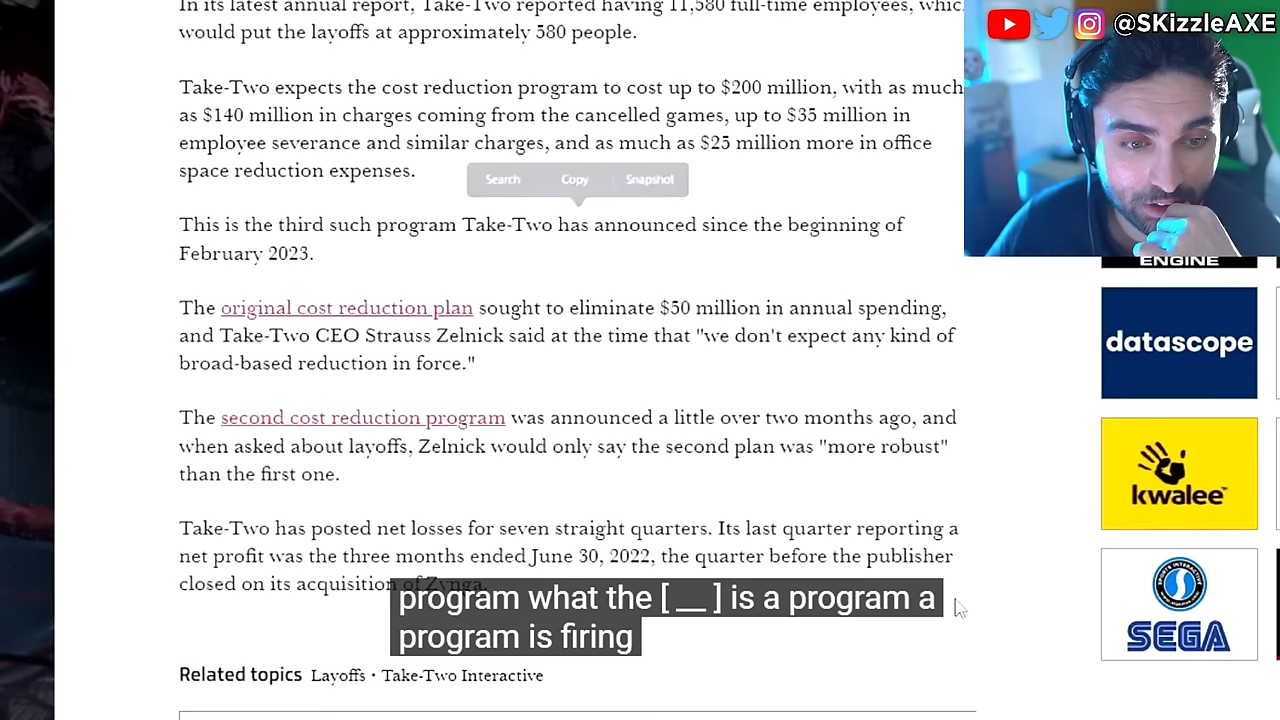 In its latest annual report, Take-Two reported having 11,580 full-time employees, whic
would put the layoffs at approximately 580 people.
@SKizzleAXE
Take-Two expects the cost reduction program to cost up to $200 million, with as much
as $140 million in charges coming from the cancelled games, up to $35 million in
employee severance and similar charges, and as much as $25 million more in office
space reduction expenses.
Search Copy Snapshot
This is the third such program Take-Two has announced since the beginning of
February 2023.
ENGINE
The original cost reduction plan sought to eliminate $50 million in annual spending,
and Take-Two CEO Strauss Zelnick said at the time that "we don't expect any kind of
broad-based reduction in force."
datascope
The second cost reduction program was announced a little over two months ago, and
when asked about layoffs, Zelnick would only say the second plan was "more robust"
than the first one.
kwalee
Take-Two has posted net losses for seven straight quarters. Its last quarter reporting a
net profit was the three months ended June 30, 2022, the quarter before the publisher
closed on its acquisition of Zynga.
program what the [ __ ] is a program a
program is firing
SPORTS INTERACTIVE
SEGA
Related topics Layoffs • Take-Two Interactive